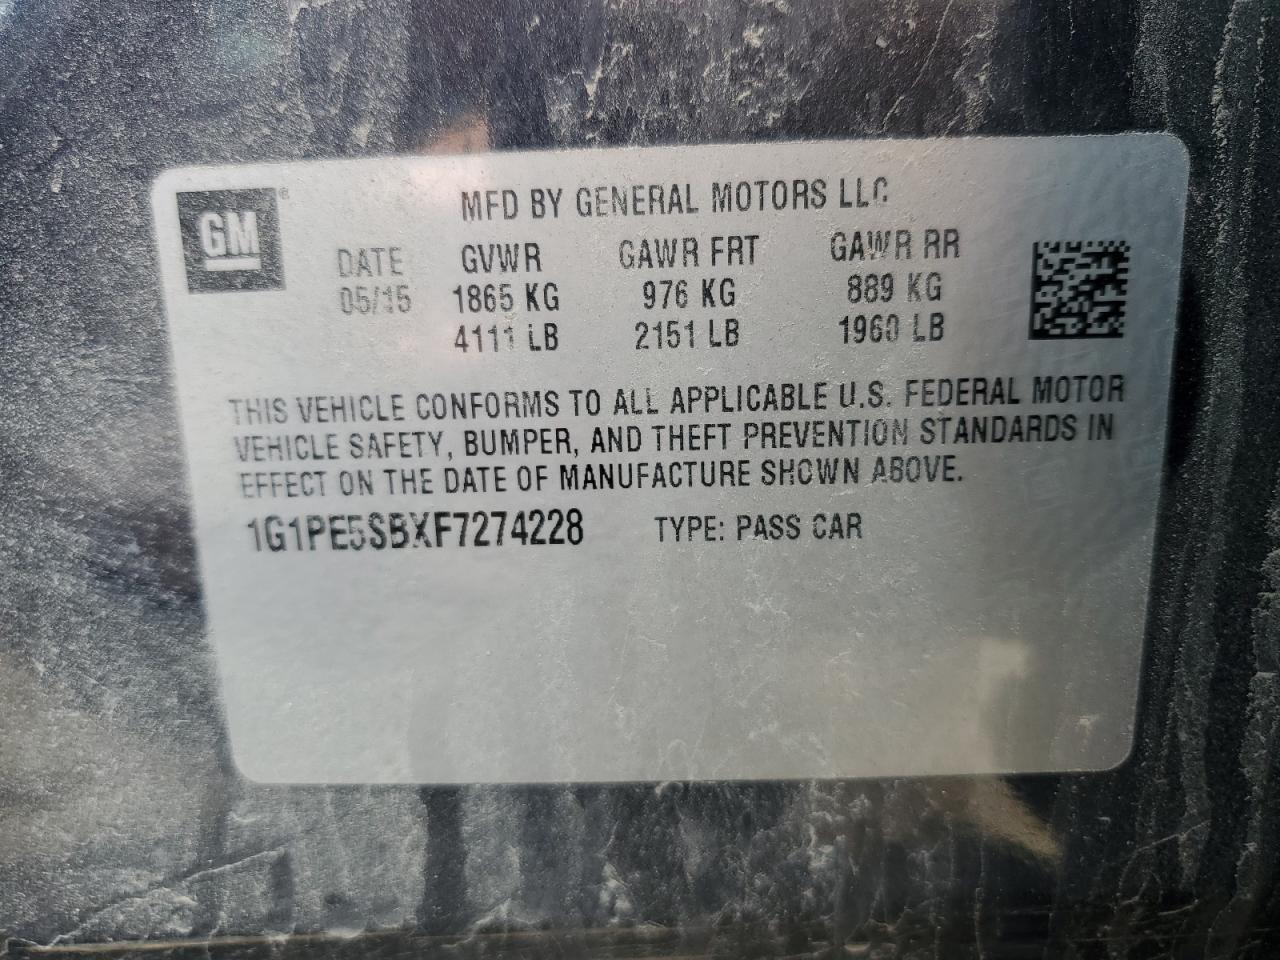 GM®
MFD BY GENERAL MOTORS LLC
DATE GVWR GAWR FRT GAWR RR
05/15 1865 KG 976 KG 889 KG
4111 LB 2151 LB 1960 LB
THIS VEHICLE CONFORMS TO ALL APPLICABLE U.S. FEDERAL MOTOR
VEHICLE SAFETY, BUMPER, AND THEFT PREVENTION STANDARDS IN
EFFECT ON THE DATE OF MANUFACTURE SHOWN ABOVE.
1G1PE5SBXF7274228 TYPE: PASS CAR